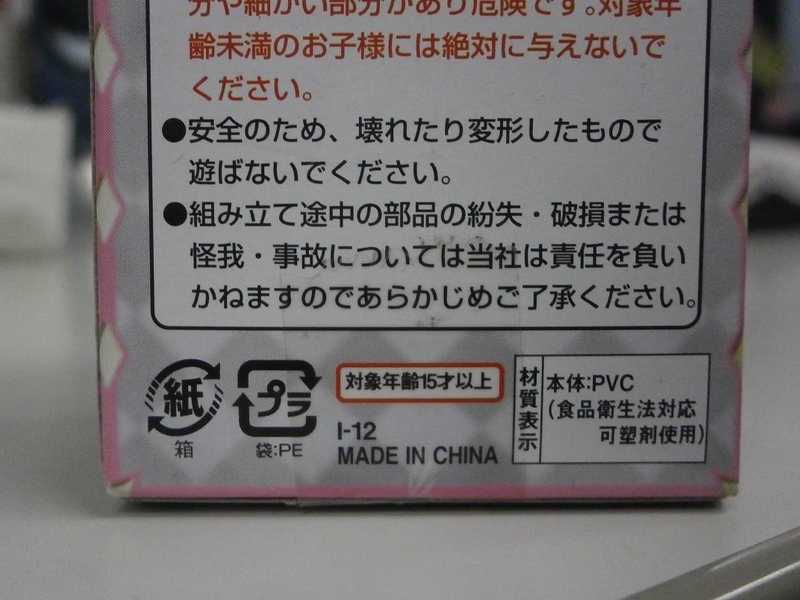 分や細かい部分があり危険です。対象年
齢未満のお子様には絶対に与えないで
ください。
●安全のため、壊れたり変形したもので
遊ばないでください。
●組み立て途中の部品の紛失・破損または
怪我・事故については当社は責任を負い
かねますのであらかじめご了承ください。
紙
箱
プラ
袋:PE
対象年齢15才以上
I-12
MADE IN CHINA
材質表示
本体:PVC
(食品衛生法対応
可塑剤使用)